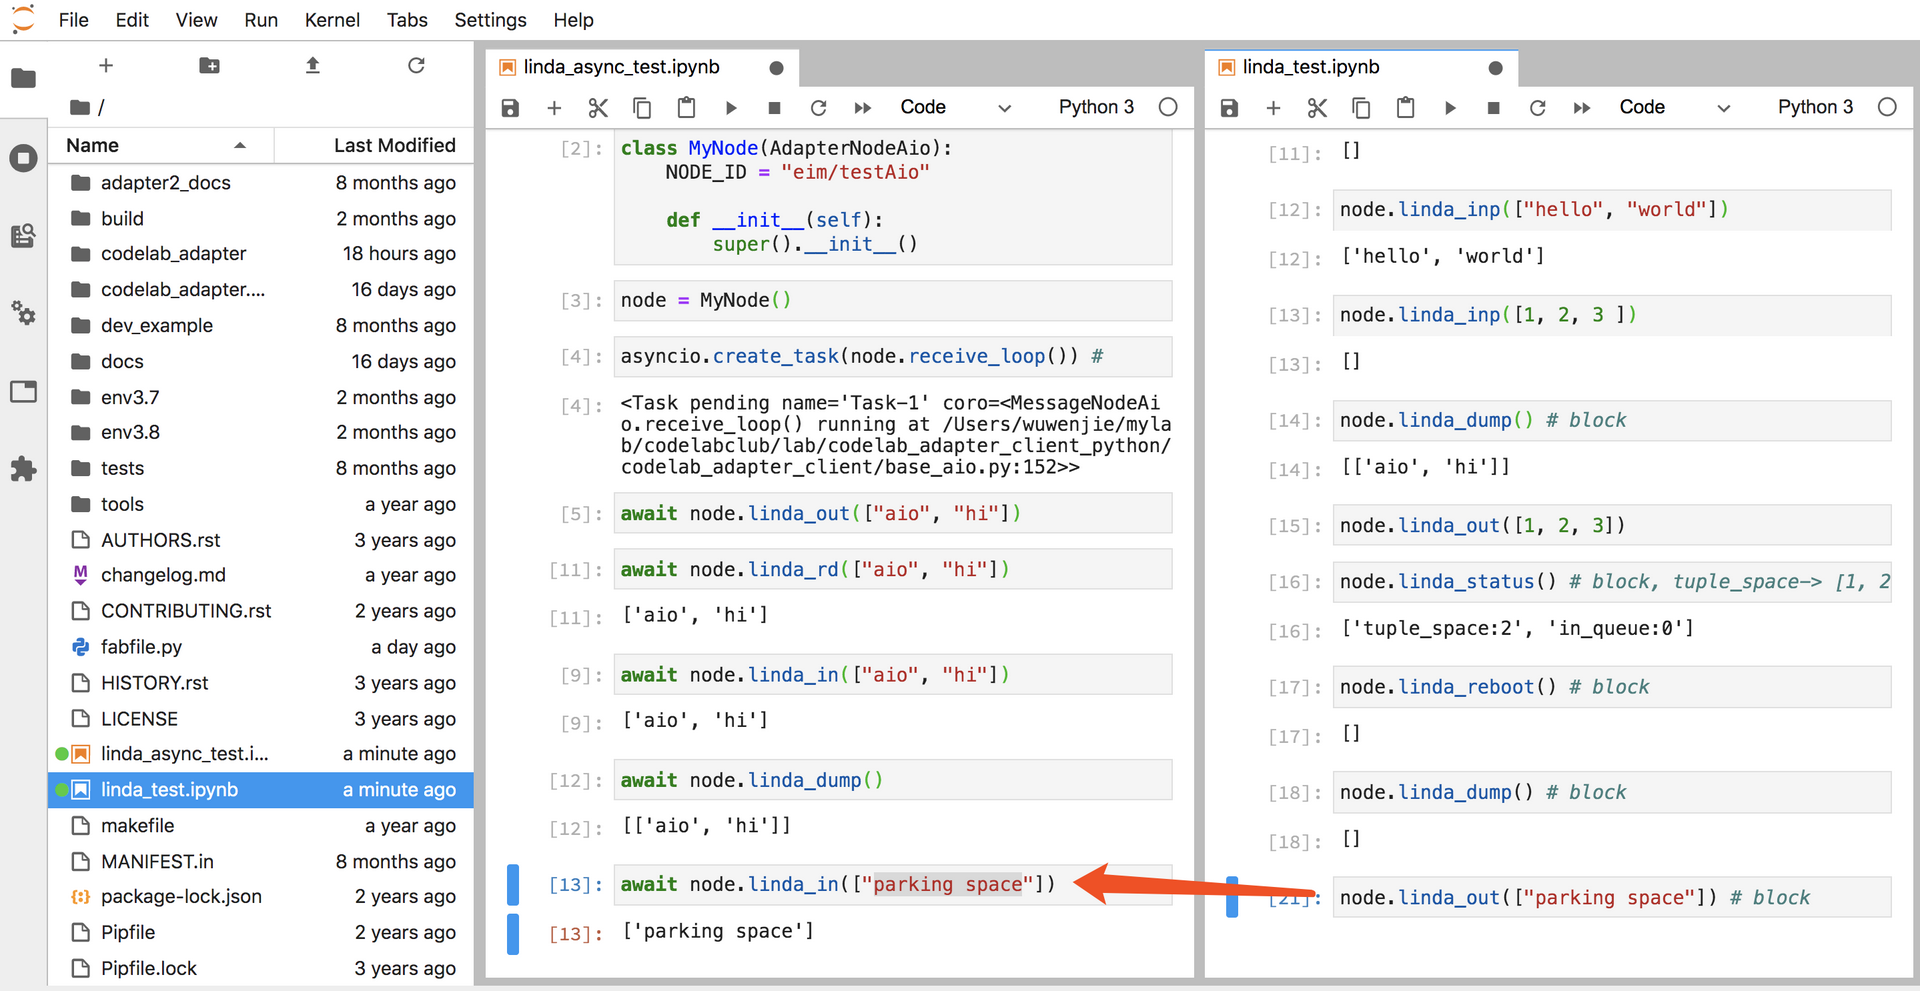 File Edit View Run Kernel Tabs Settings Help
/
Name Last Modified
adapter2_docs 8 months ago
build 2 months ago
codelab_adapter 18 hours ago
codelab_adapter.... 16 days ago
dev_example 8 months ago
docs 16 days ago
env3.7 2 months ago
env3.8 2 months ago
tests 8 months ago
tools a year ago
AUTHORS.rst 3 years ago
changelog.md a year ago
CONTRIBUTING.rst 2 years ago
fabfile.py a day ago
HISTORY.rst 3 years ago
LICENSE 3 years ago
linda_async_test.i... a minute ago
linda_test.ipynb a minute ago
makefile a year ago
MANIFEST.in 8 months ago
package-lock.json 2 years ago
Pipfile 2 years ago
Pipfile.lock 3 years ago
linda_async_test.ipynb
Code Python 3
[2]: class MyNode(AdapterNodeAio):
NODE_ID = "eim/testAio"
def __init__(self):
super().__init__()
[3]: node = MyNode()
[4]: asyncio.create_task(node.receive_loop()) #
[4]: <Task pending name='Task-1' coro=<MessageNodeAi
o.receive_loop() running at /Users/wuwenjie/myla
b/codelabclub/lab/codelab_adapter_client_python/
codelab_adapter_client/base_aio.py:152>>
[5]: await node.linda_out(["aio", "hi"])
[11]: await node.linda_rd(["aio", "hi"])
[11]: ['aio', 'hi']
[9]: await node.linda_in(["aio", "hi"])
[9]: ['aio', 'hi']
[12]: await node.linda_dump()
[12]: [['aio', 'hi']]
[13]: await node.linda_in(["parking space"])
[13]: ['parking space']
linda_test.ipynb
Code Python 3
[11]: []
[12]: node.linda_inp(["hello", "world"])
[12]: ['hello', 'world']
[13]: node.linda_inp([1, 2, 3 ])
[13]: []
[14]: node.linda_dump() # block
[14]: [['aio', 'hi']]
[15]: node.linda_out([1, 2, 3])
[16]: node.linda_status() # block, tuple_space-> [1, 2
[16]: ['tuple_space:2', 'in_queue:0']
[17]: node.linda_reboot() # block
[17]: []
[18]: node.linda_dump() # block
[18]: []
[21]: node.linda_out(["parking space"]) # block